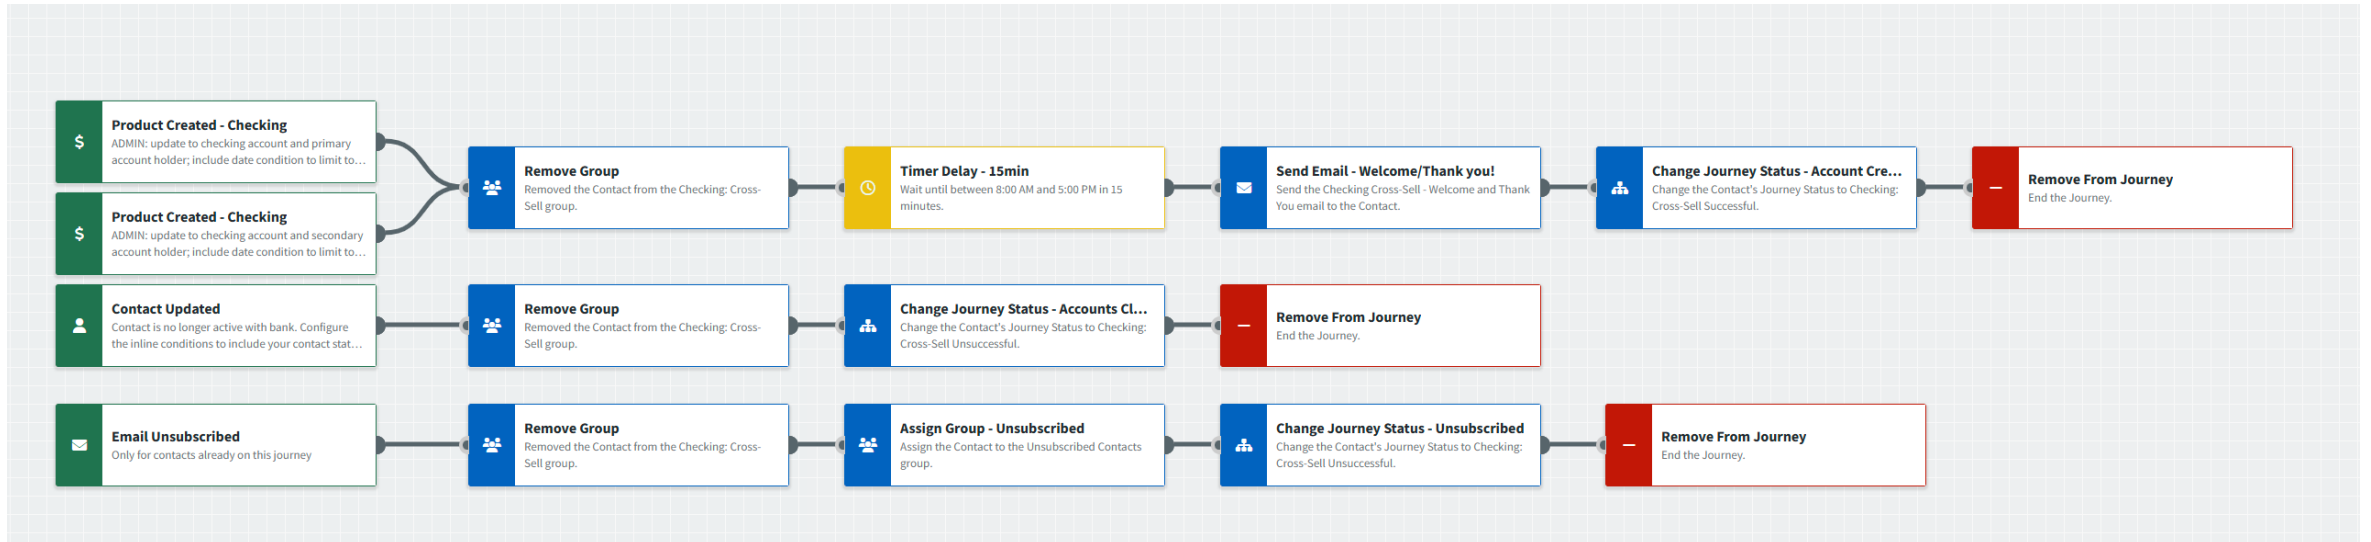 Product Created - Checking
ADMIN: update to checking account and primary
account holder; include date condition to limit to...
Product Created - Checking
ADMIN: update to checking account and secondary
account holder; include date condition to limit to...
Remove Group
Removed the Contact from the Checking: Cross-
Sell group.
Timer Delay - 15min
Wait until between 8:00 AM and 5:00 PM in 15
minutes.
Send Email - Welcome/Thank you!
Send the Checking Cross-Sell - Welcome and Thank
You email to the Contact.
Change Journey Status - Account Cre...
Change the Contact's Journey Status to Checking:
Cross-Sell Successful.
Remove From Journey
End the Journey.
Contact Updated
Contact is no longer active with bank. Configure
the inline conditions to include your contact stat...
Remove Group
Removed the Contact from the Checking: Cross-
Sell group.
Change Journey Status - Accounts Cl...
Change the Contact's Journey Status to Checking:
Cross-Sell Unsuccessful.
Remove From Journey
End the Journey.
Email Unsubscribed
Only for contacts already on this journey
Remove Group
Removed the Contact from the Checking: Cross-
Sell group.
Assign Group - Unsubscribed
Assign the Contact to the Unsubscribed Contacts
group.
Change Journey Status - Unsubscribed
Change the Contact's Journey Status to Checking:
Cross-Sell Unsuccessful.
Remove From Journey
End the Journey.